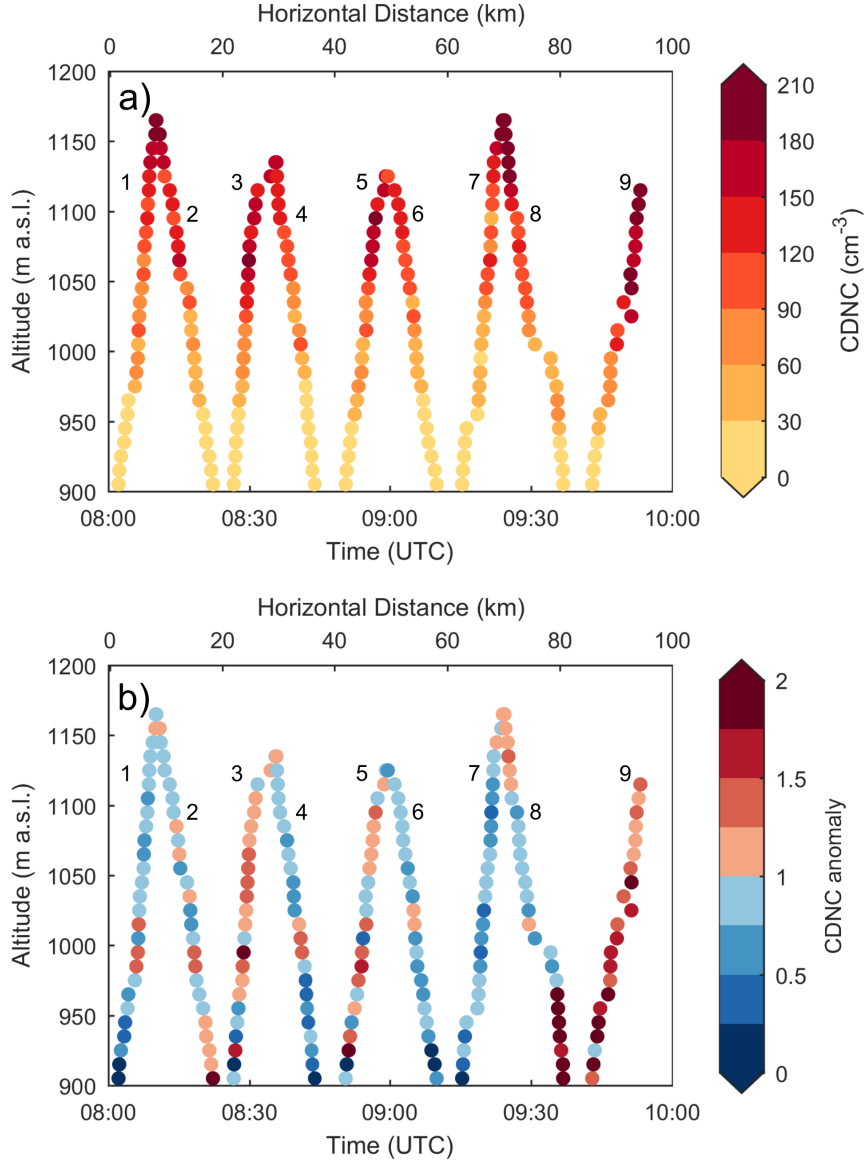 Horizontal Distance (km)
0 20 40 60 80 100
a)
1200
1150
1100
1050
1000
950
900
Altitude (m a.s.l.)
1 2 3 4 5 6 7 8 9
08:00 08:30 09:00 09:30 10:00
Time (UTC)
210
180
150
120
90
60
30
0
CDNC (cm⁻³)
Horizontal Distance (km)
0 20 40 60 80 100
b)
1200
1150
1100
1050
1000
950
900
Altitude (m a.s.l.)
1 2 3 4 5 6 7 8 9
08:00 08:30 09:00 09:30 10:00
Time (UTC)
2
1.5
1
0.5
0
CDNC anomaly